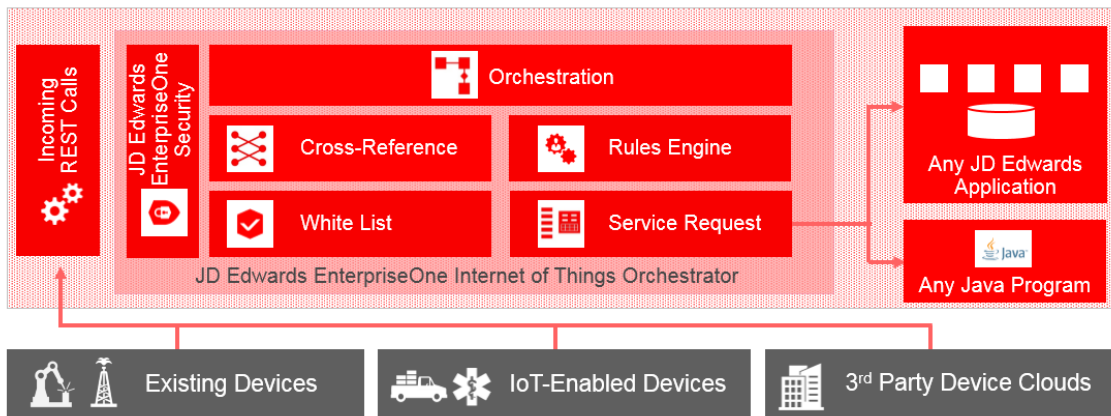 Incoming
REST Calls
JD Edwards
EnterpriseOne
Security
Orchestration
Cross-Reference
Rules Engine
White List
Service Request
JD Edwards EnterpriseOne Internet of Things Orchestrator
Any JD Edwards
Application
Java
Any Java Program
Existing Devices
IoT-Enabled Devices
3rd Party Device Clouds